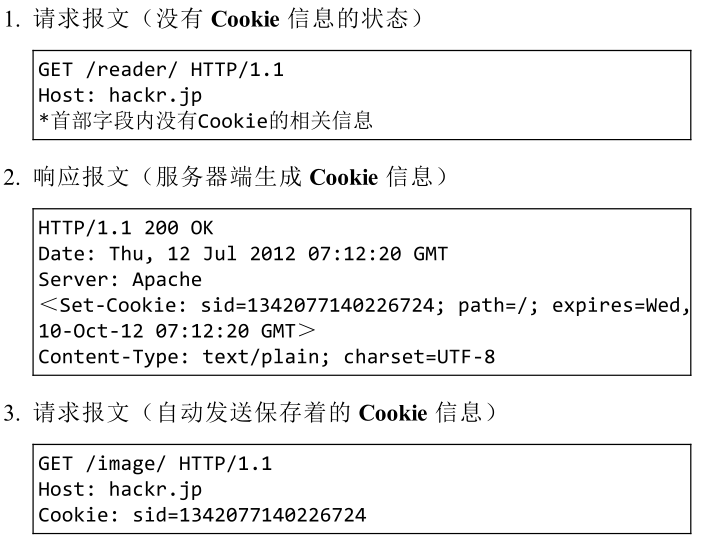 1. 请求报文（没有 Cookie 信息的状态）
GET /reader/ HTTP/1.1
Host: hackr.jp
*首部字段内没有Cookie的相关信息
2. 响应报文（服务器端生成 Cookie 信息）
HTTP/1.1 200 OK
Date: Thu, 12 Jul 2012 07:12:20 GMT
Server: Apache
＜Set-Cookie: sid=1342077140226724; path=/; expires=Wed,
10-Oct-12 07:12:20 GMT＞
Content-Type: text/plain; charset=UTF-8
3. 请求报文（自动发送保存着的 Cookie 信息）
GET /image/ HTTP/1.1
Host: hackr.jp
Cookie: sid=1342077140226724